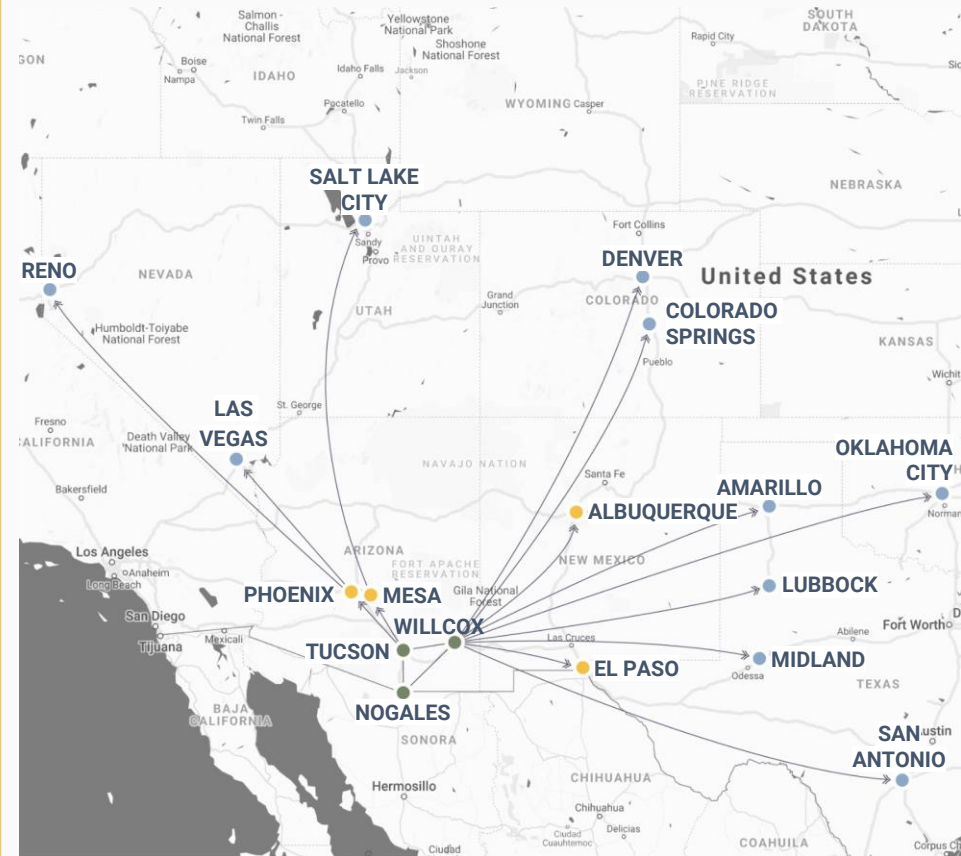 SALMON -
Challis
National Forest
Yellowstone
National Park
Shoshone
National Forest
SOUTH
DAKOTA
Rapid City
Boise
Nampa
IDAHO
Idaho Falls
Jackson
PINE RIDGE
RESERVATION
Pocatello
WYOMING
Casper
Twin Falls
SALT LAKE
CITY
NEBRASKA
Sandy
Provo
UINTAH
AND OURAY
RESERVATION
Fort Collins
RENO
NEVADA
DENVER
United States
COLORADO
Grand
Junction
UTAH
COLORADO
SPRINGS
Humboldt-Toiyabe
National Forest
KANSAS
Pueblo
Wichit
St. George
LAS
VEGAS
Fresno
CALIFORNIA
Death Valley
National Park
OKLAHOMA
CITY
NAVAJO NATION
Santa Fe
AMARILLO
Bakersfield
ALBUQUERQUE
Norman
Los Angeles
ARIZONA
NEW MEXICO
Anaheim
Long Beach
FORT APACHE
RESERVATION
PHOENIX
MESA
Gila National
Forest
LUBBOCK
San Diego
WILLCOX
Fort Worth
Tijuana
Mexicali
TUCSON
Las Cruces
Abilene
EL PASO
MIDLAND
Odessa
TEXAS
NOGALES
BAJA
CALIFORNIA
SONORA
SAN
ustin
ANTONIO
Hermosillo
CHIHUAHUA
Chihuahua
Delicias
Ciudad
Cuauhtemoc
COAHUILA
Ciudad
Corpus Ch